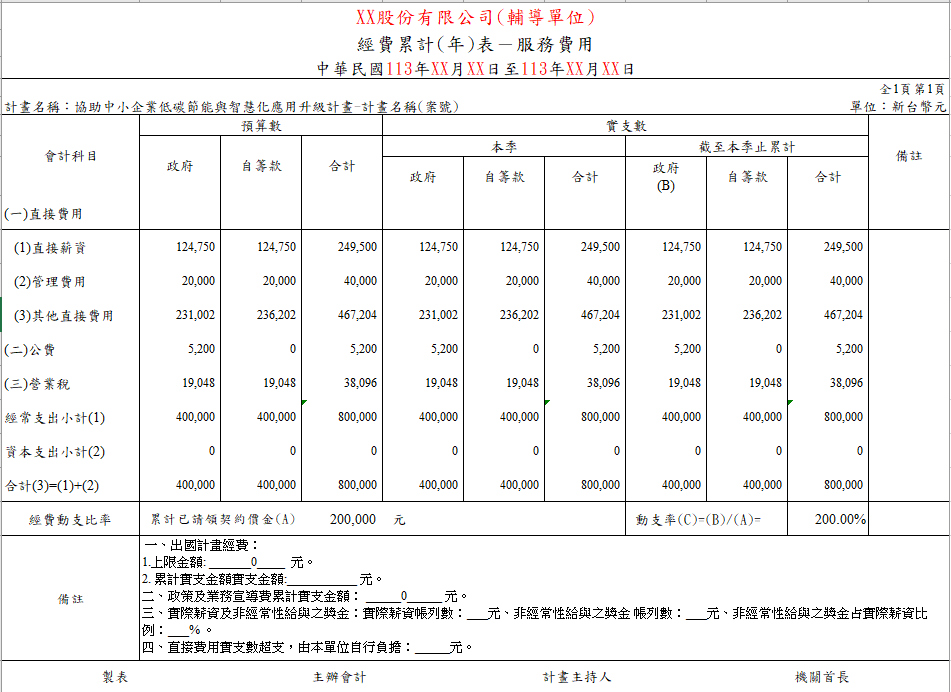 XX股份有限公司(輔導單位)
經費累計(年)表－服務費用
中華民國113年XX月XX日至113年XX月XX日
全1頁第1頁
計畫名稱：協助中小企業低碳節能與智慧化應用升級計畫-計畫名稱(案號) 單位：新台幣元
會計科目 預算數 實支數 備註
本季 截至本季止累計
政府 自籌款 合計 政府 自籌款 合計 政府 自籌款 合計
(B)
(一)直接費用
(1)直接薪資 124,750 124,750 249,500 124,750 124,750 249,500 124,750 124,750 249,500
(2)管理費用 20,000 20,000 40,000 20,000 20,000 40,000 20,000 20,000 40,000
(3)其他直接費用 231,002 236,202 467,204 231,002 236,202 467,204 231,002 236,202 467,204
(二)公費 5,200 0 5,200 5,200 0 5,200 5,200 0 5,200
(三)營業稅 19,048 19,048 38,096 19,048 19,048 38,096 19,048 19,048 38,096
經常支出小計(1) 400,000 400,000 800,000 400,000 400,000 800,000 400,000 400,000 800,000
資本支出小計(2) 0 0 0 0 0 0 0 0 0
合計(3)=(1)+(2) 400,000 400,000 800,000 400,000 400,000 800,000 400,000 400,000 800,000
經費動支比率 累計已請領契約價金(A) 200,000 元 動支率(C)=(B)/(A)= 200.00%
備註
一、出國計畫經費：
1.上限金額:______0____ 元。
2. 累計實支金額實支金額:__________ 元。
二、政策及業務宣導費累計實支金額：_____0_____ 元。
三、實際薪資及非經常性給與之獎金：實際薪資帳列數：___元、非經常性給與之獎金 帳列數：___元、非經常性給與之獎金占實際薪資比
例：___% 。
四、直接費用實支數超支，由本單位自行負擔：_____元。
製表 主辦會計 計畫主持人 機關首長